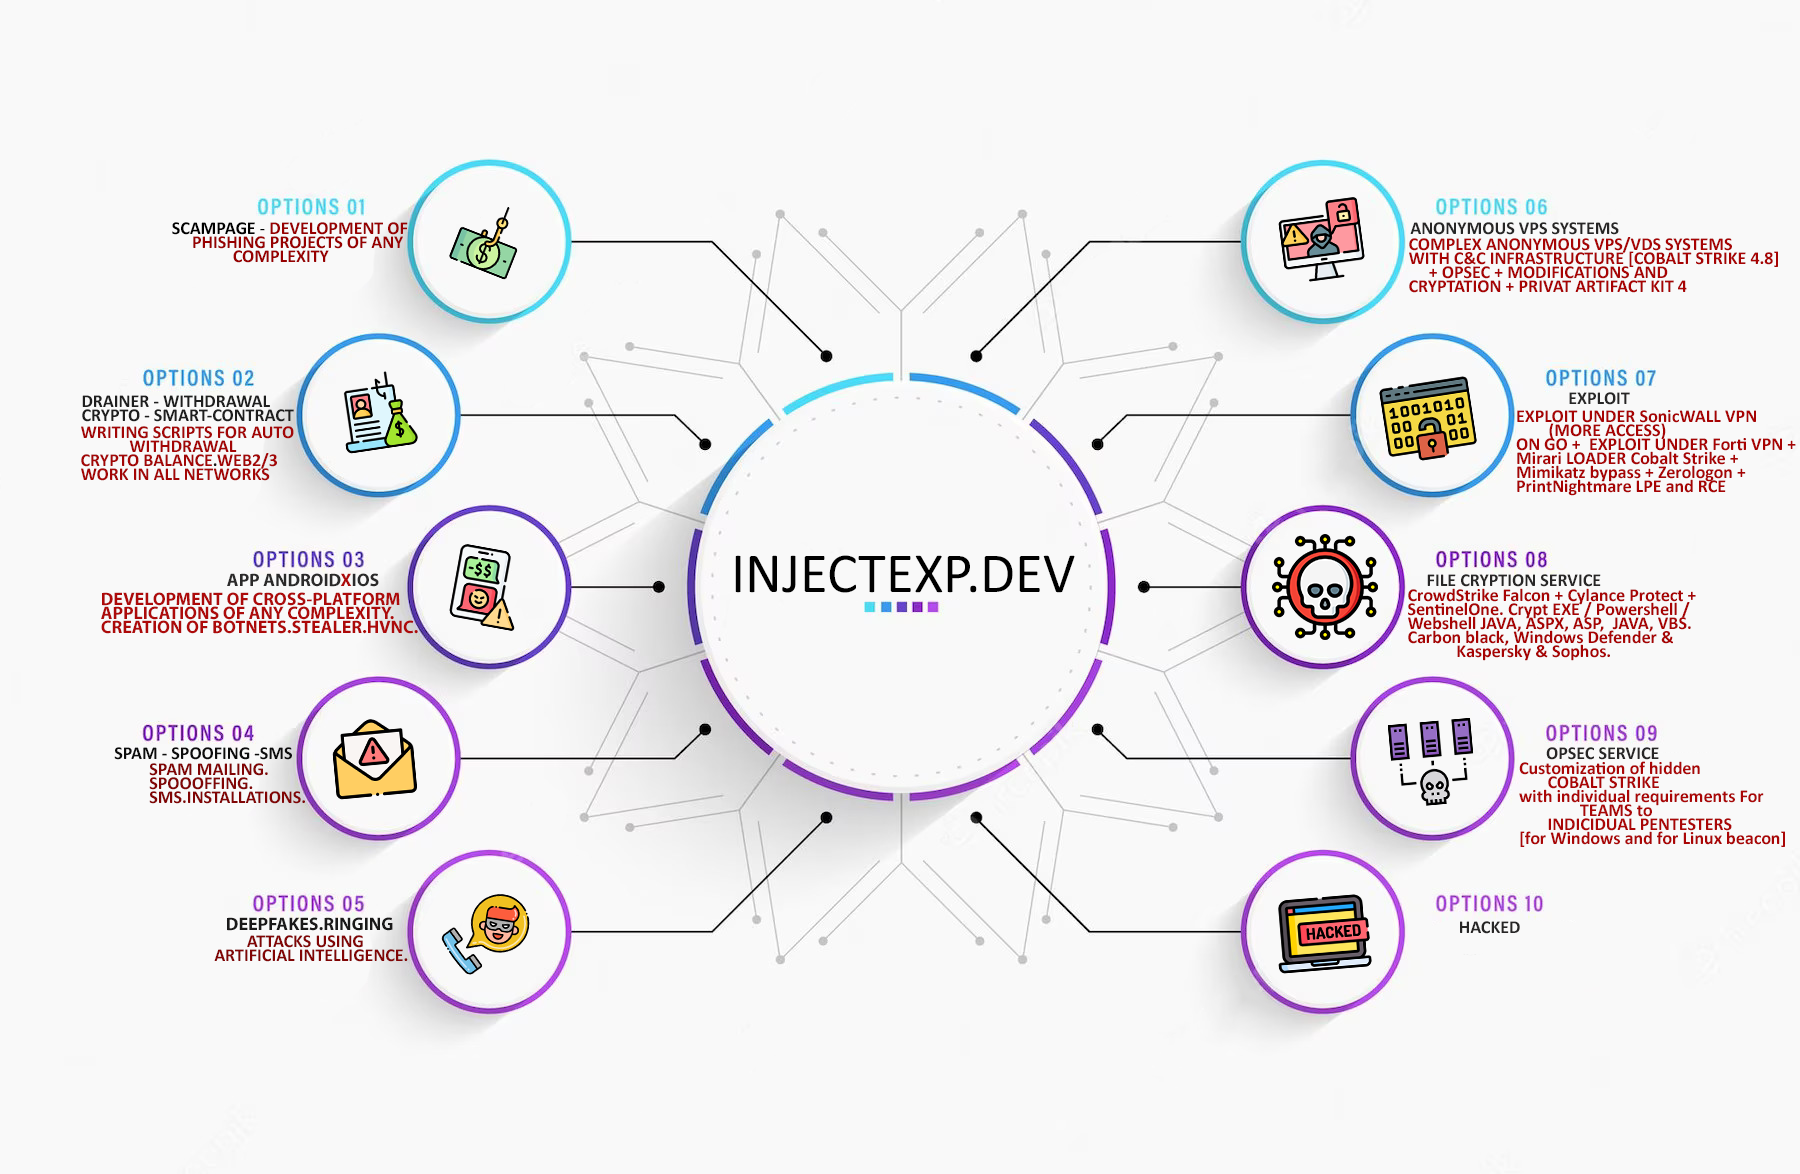 OPTIONS 01
SCAMPAGE - DEVELOPMENT OF
PHISHING PROJECTS OF ANY
COMPLEXITY
OPTIONS 02
DRAINER - WITHDRAWAL
CRYPTO - SMART-CONTRACT
WRITING SCRIPTS FOR AUTO
WITHDRAWAL
CRYPTO BALANCE.WEB2/3
WORK IN ALL NETWORKS
OPTIONS 03
APP ANDROIDXIOS
DEVELOPMENT OF CROSS-PLATFORM
APPLICATIONS OF ANY COMPLEXITY.
CREATION OF BOTNETS.STEALER.HVNC.
-$$
OPTIONS 04
SPAM - SPOOFING -SMS
SPAM MAILING.
SPOOOFFING.
SMS.INSTALLATIONS.
OPTIONS 05
DEEPFAKES.RINGING
ATTACKS USING
ARTIFICIAL INTELLIGENCE.
INJECTEXP.DEV
OPTIONS 06
ANONYMOUS VPS SYSTEMS
COMPLEX ANONYMOUS VPS/VDS SYSTEMS
WITH C&C INFRASTRUCTURE [COBALT STRIKE 4.8]
+ OPSEC + MODIFICATIONS AND
CRYPTATION + PRIVAT ARTIFACT KIT 4
OPTIONS 07
EXPLOIT
EXPLOIT UNDER SonicWALL VPN
(MORE ACCESS)
ON GO + EXPLOIT UNDER Forti VPN +
Mirari LOADER Cobalt Strike +
Mimikatz bypass + Zerologon +
PrintNightmare LPE and RCE
1001010
00 01
00 00
OPTIONS 08
FILE CRYPTION SERVICE
CrowdStrike Falcon + Cylance Protect +
SentinelOne. Crypt EXE / Powershell /
Webshell JAVA, ASPX, ASP, JAVA, VBS.
Carbon black, Windows Defender &
Kaspersky & Sophos.
OPTIONS 09
OPSEC SERVICE
Customization of hidden
COBALT STRIKE
with individual requirements For
TEAMS to
INDICIDUAL PENTESTERS
[for Windows and for Linux beacon]
OPTIONS 10
HACKED
HACKED